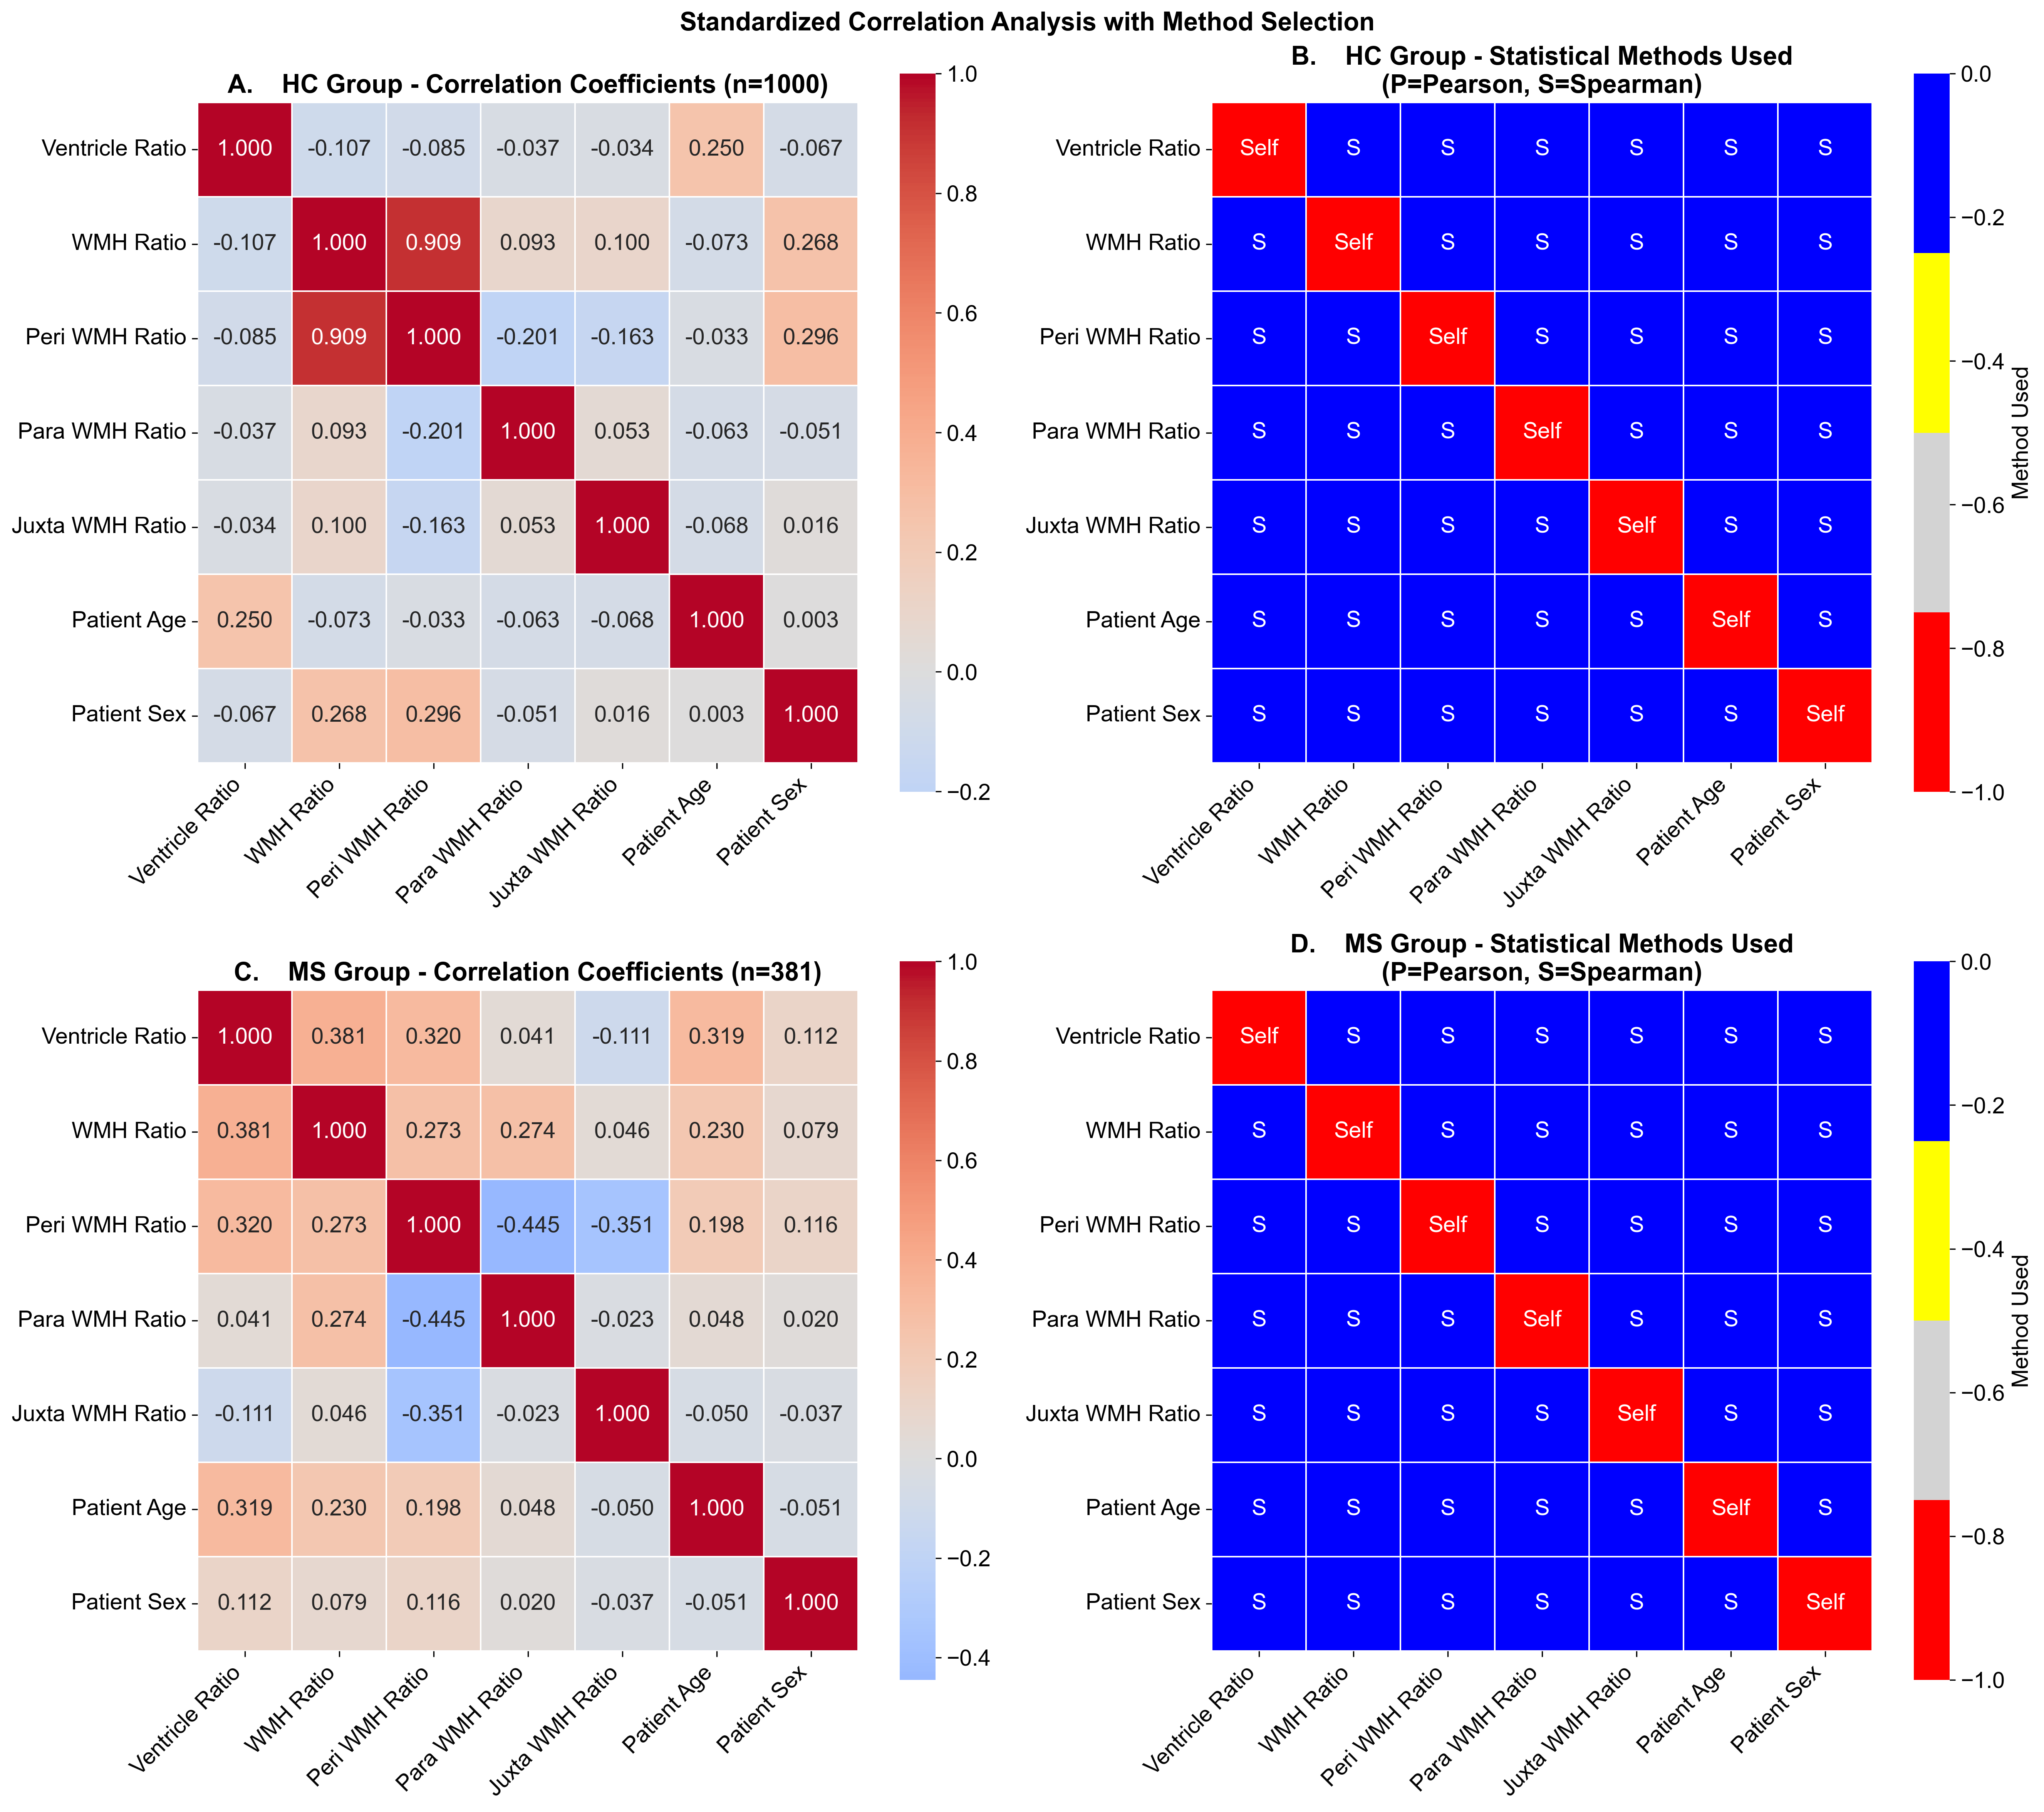 Standardized Correlation Analysis with Method Selection
A. HC Group - Correlation Coefficients (n=1000)
Ventricle Ratio 1.000 -0.107 -0.085 -0.037 -0.034 0.250 -0.067
WMH Ratio -0.107 1.000 0.909 0.093 0.100 -0.073 0.268
Peri WMH Ratio -0.085 0.909 1.000 -0.201 -0.163 -0.033 0.296
Para WMH Ratio -0.037 0.093 -0.201 1.000 0.053 -0.063 -0.051
Juxta WMH Ratio -0.034 0.100 -0.163 0.053 1.000 -0.068 0.016
Patient Age 0.250 -0.073 -0.033 -0.063 -0.068 1.000 0.003
Patient Sex -0.067 0.268 0.296 -0.051 0.016 0.003 1.000
Ventricle Ratio WMH Ratio Peri WMH Ratio Para WMH Ratio Juxta WMH Ratio Patient Age Patient Sex
1.0
0.8
0.6
0.4
0.2
0.0
−0.2
B. HC Group - Statistical Methods Used
(P=Pearson, S=Spearman)
Ventricle Ratio Self S S S S S S
WMH Ratio S Self S S S S S
Peri WMH Ratio S S Self S S S S
Para WMH Ratio S S S Self S S S
Juxta WMH Ratio S S S S Self S S
Patient Age S S S S S Self S
Patient Sex S S S S S S Self
Ventricle Ratio WMH Ratio Peri WMH Ratio Para WMH Ratio Juxta WMH Ratio Patient Age Patient Sex
0.0
−0.2
−0.4
−0.6
−0.8
−1.0
Method Used
C. MS Group - Correlation Coefficients (n=381)
Ventricle Ratio 1.000 0.381 0.320 0.041 -0.111 0.319 0.112
WMH Ratio 0.381 1.000 0.273 0.274 0.046 0.230 0.079
Peri WMH Ratio 0.320 0.273 1.000 -0.445 -0.351 0.198 0.116
Para WMH Ratio 0.041 0.274 -0.445 1.000 -0.023 0.048 0.020
Juxta WMH Ratio -0.111 0.046 -0.351 -0.023 1.000 -0.050 -0.037
Patient Age 0.319 0.230 0.198 0.048 -0.050 1.000 -0.051
Patient Sex 0.112 0.079 0.116 0.020 -0.037 -0.051 1.000
Ventricle Ratio WMH Ratio Peri WMH Ratio Para WMH Ratio Juxta WMH Ratio Patient Age Patient Sex
1.0
0.8
0.6
0.4
0.2
0.0
−0.2
−0.4
D. MS Group - Statistical Methods Used
(P=Pearson, S=Spearman)
Ventricle Ratio Self S S S S S S
WMH Ratio S Self S S S S S
Peri WMH Ratio S S Self S S S S
Para WMH Ratio S S S Self S S S
Juxta WMH Ratio S S S S Self S S
Patient Age S S S S S Self S
Patient Sex S S S S S S Self
Ventricle Ratio WMH Ratio Peri WMH Ratio Para WMH Ratio Juxta WMH Ratio Patient Age Patient Sex
0.0
−0.2
−0.4
−0.6
−0.8
−1.0
Method Used